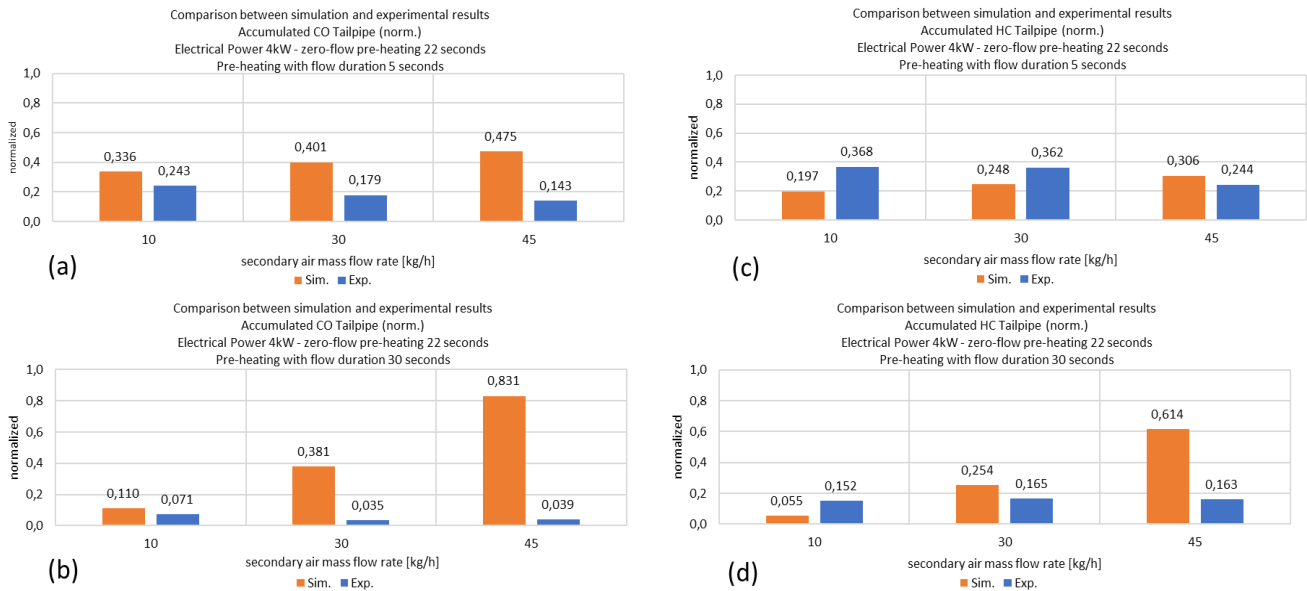 Comparison between simulation and experimental results
Accumulated CO Tailpipe (norm.)
Electrical Power 4kW - zero-flow pre-heating 22 seconds
Pre-heating with flow duration 5 seconds
normalized
1,0
0,8
0,6
0,4
0,2
0,0
0,336
0,243
0,401
0,179
0,475
0,143
10
30
45
secondary air mass flow rate [kg/h]
Sim. Exp.
(a)
Comparison between simulation and experimental results
Accumulated CO Tailpipe (norm.)
Electrical Power 4kW - zero-flow pre-heating 22 seconds
Pre-heating with flow duration 30 seconds
normalized
1,0
0,8
0,6
0,4
0,2
0,0
0,110
0,071
0,381
0,035
0,831
0,039
10
30
45
secondary air mass flow rate [kg/h]
Sim. Exp.
(b)
Comparison between simulation and experimental results
Accumulated HC Tailpipe (norm.)
Electrical Power 4kW - zero-flow pre-heating 22 seconds
Pre-heating with flow duration 5 seconds
normalized
1,0
0,8
0,6
0,4
0,2
0,0
0,197
0,368
0,248
0,362
0,306
0,244
10
30
45
secondary air mass flow rate [kg/h]
Sim. Exp.
(c)
Comparison between simulation and experimental results
Accumulated HC Tailpipe (norm.)
Electrical Power 4kW - zero-flow pre-heating 22 seconds
Pre-heating with flow duration 30 seconds
normalized
1,0
0,8
0,6
0,4
0,2
0,0
0,055
0,152
0,254
0,165
0,614
0,163
10
30
45
secondary air mass flow rate [kg/h]
Sim. Exp.
(d)